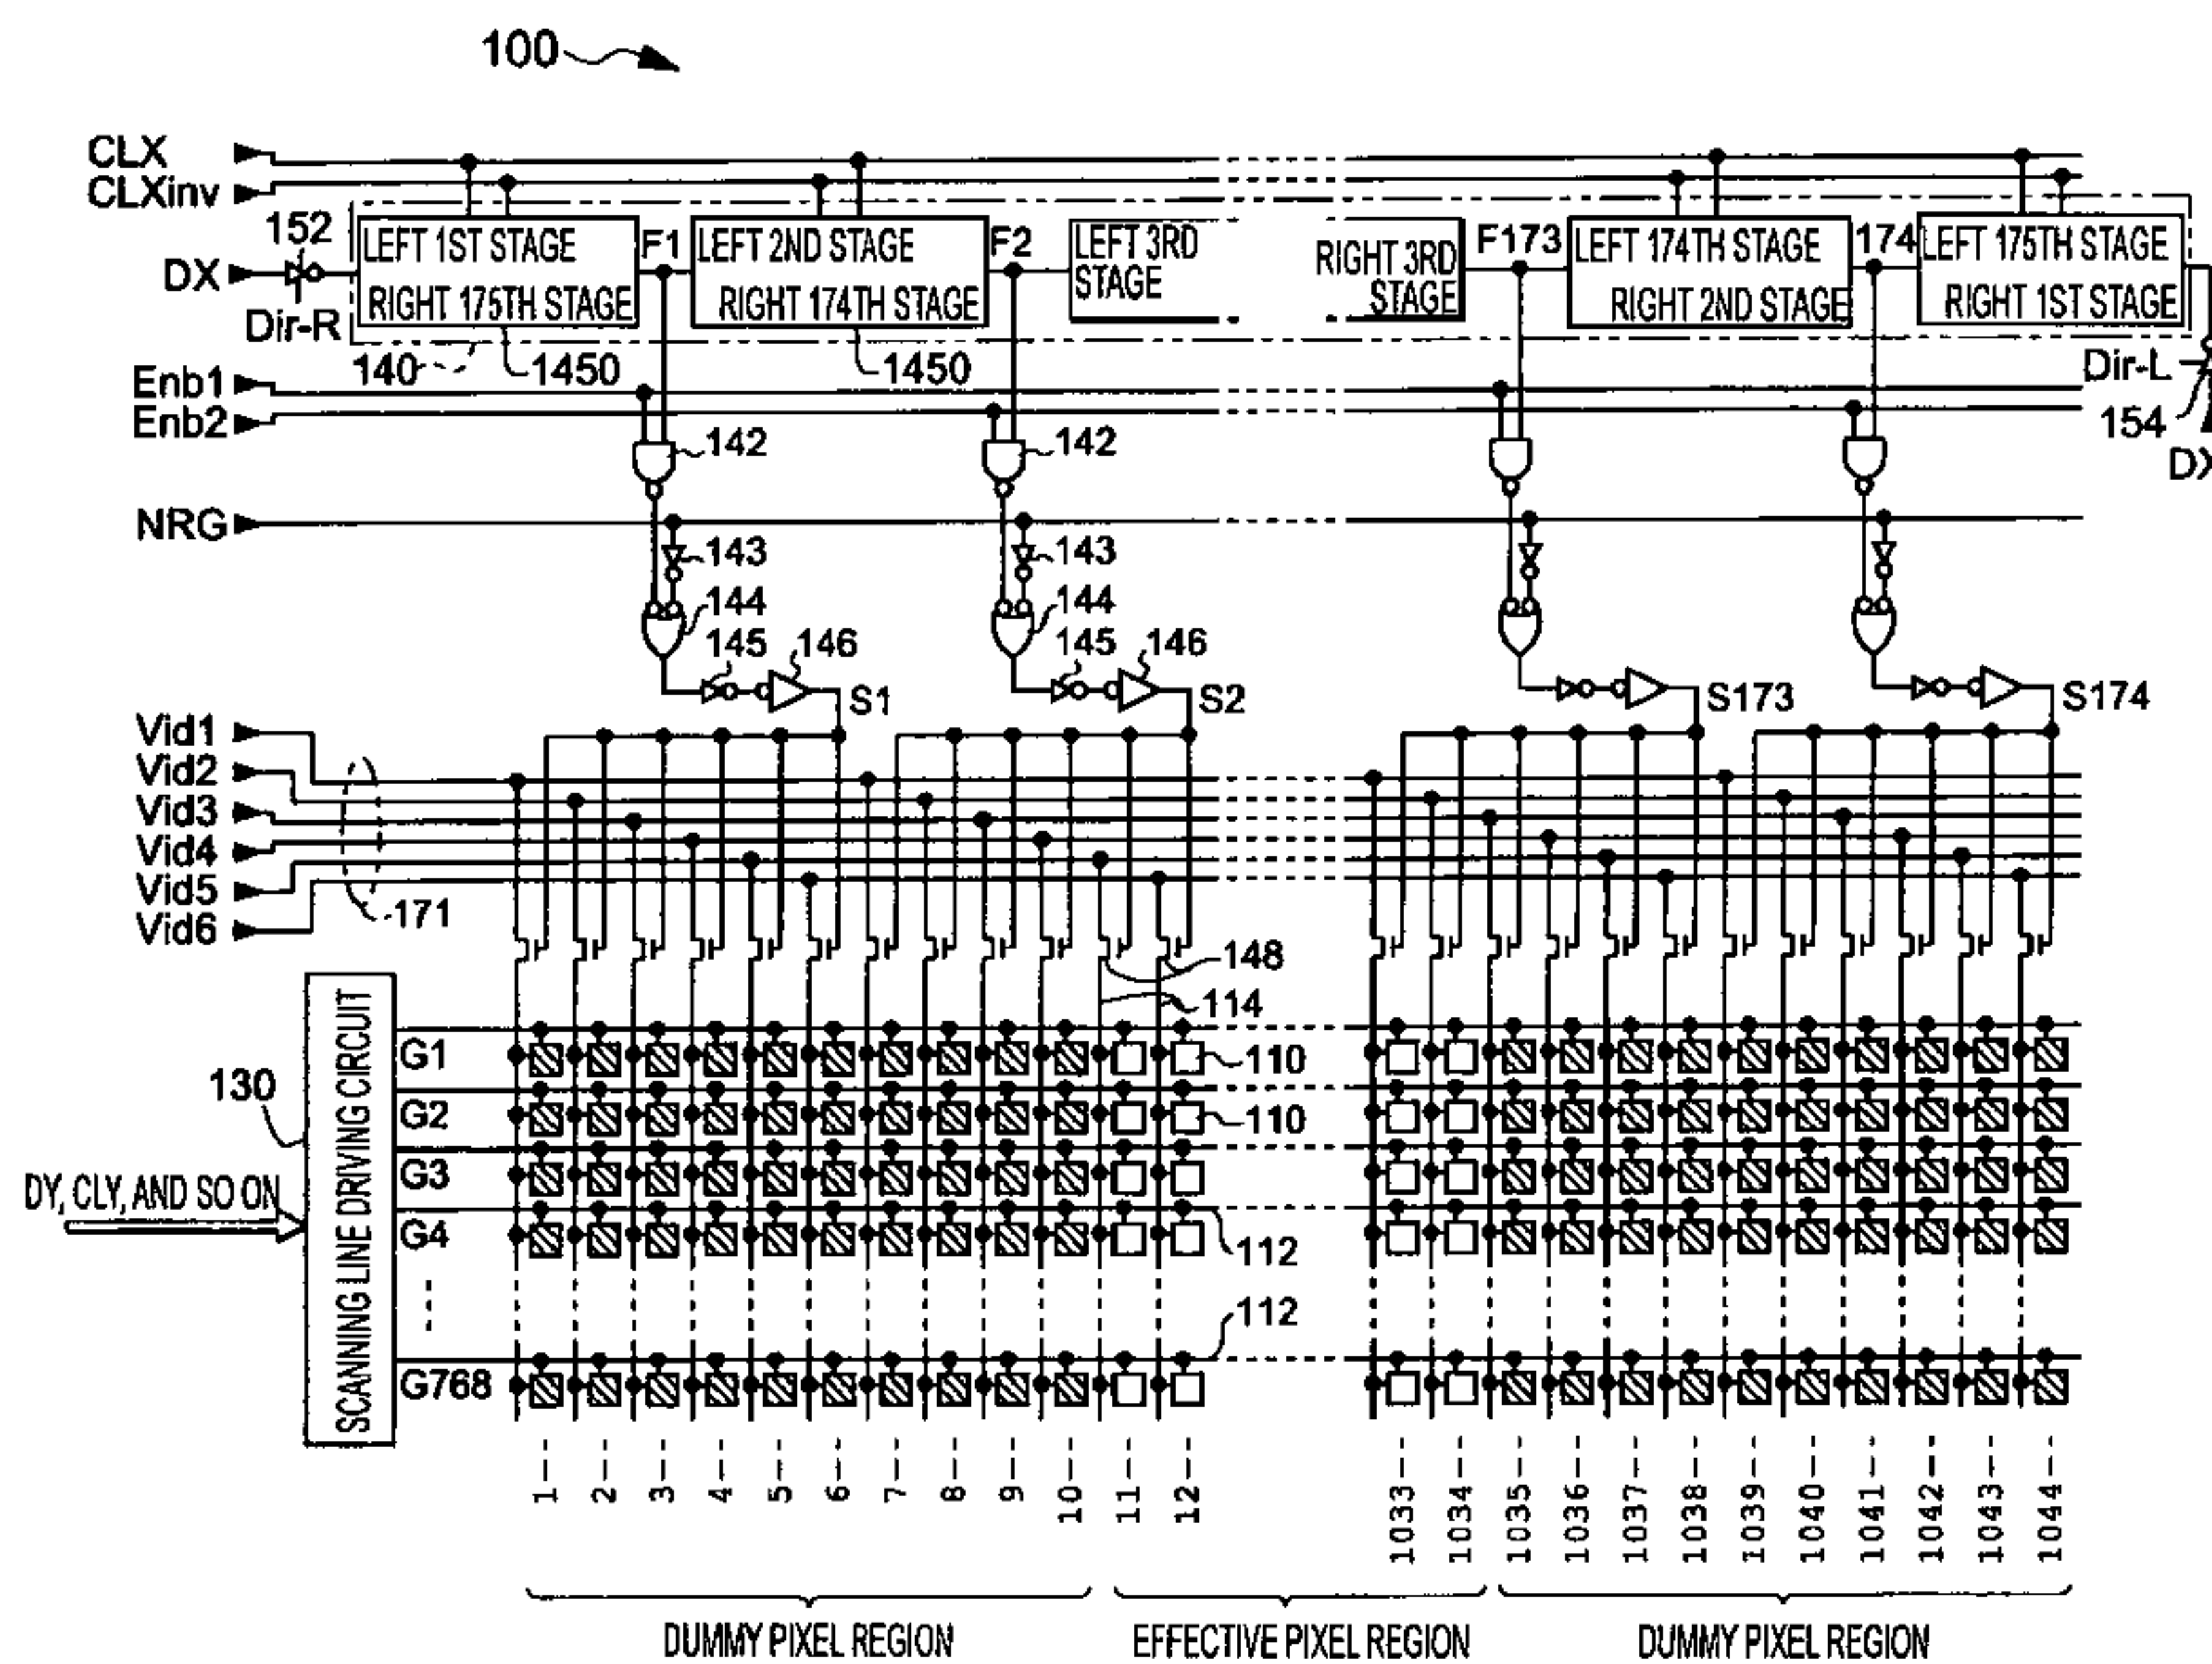 100
CLX
CLXinv
152
DX
Dir-R
LEFT 1ST STAGE
RIGHT 175TH STAGE
F1
LEFT 2ND STAGE
RIGHT 174TH STAGE
F2
LEFT 3RD
STAGE
RIGHT 3RD
STAGE
F173
LEFT 174TH STAGE
RIGHT 2ND STAGE
174
LEFT 175TH STAGE
RIGHT 1ST STAGE
140
1450
1450
Dir-L
154
DX
Enb1
Enb2
142
142
NRG
143
143
144
144
145
146
145
146
S1
S2
S173
S174
Vid1
Vid2
Vid3
Vid4
Vid5
Vid6
171
148
114
SCANNING LINE DRIVING CIRCUIT
130
DY, CLY, AND SO ON
G1
G2
G3
G4
G768
110
110
112
112
1
2
3
4
5
6
7
8
9
10
11
12
1033
1034
1035
1036
1037
1038
1039
1040
1041
1042
1043
1044
DUMMY PIXEL REGION
EFFECTIVE PIXEL REGION
DUMMY PIXEL REGION